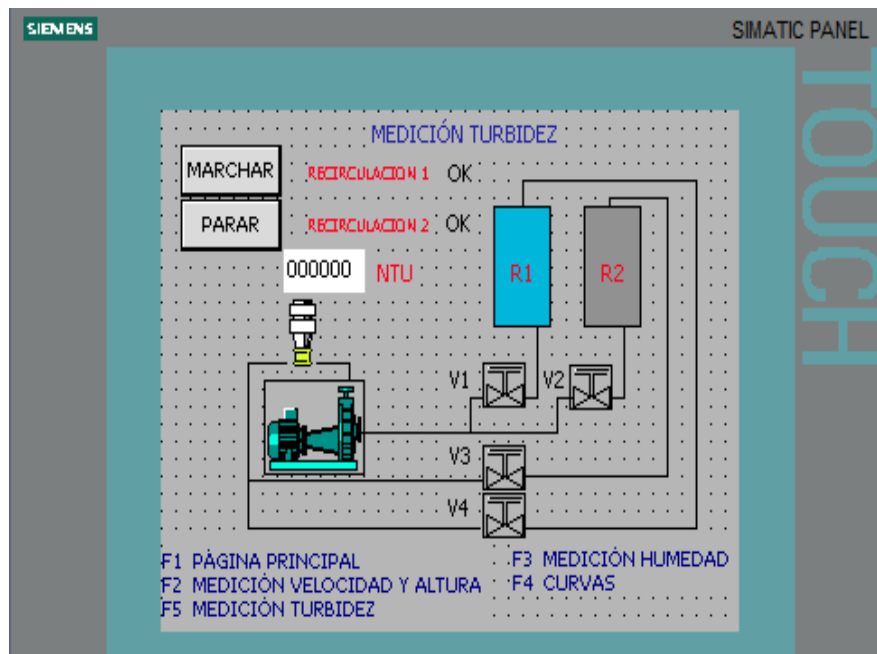 SIEMENS
SIMATIC PANEL
TOUCH
MEDICIÓN TURBIDEZ
MARCHAR
RECIRCULACION 1 OK
PARAR
RECIRCULACION 2 OK
000000 NTU
R1
R2
V1
V2
V3
V4
F1 PÁGINA PRINCIPAL
F3 MEDICIÓN HUMEDAD
F2 MEDICIÓN VELOCIDAD Y ALTURA
F4 CURVAS
F5 MEDICIÓN TURBIDEZ